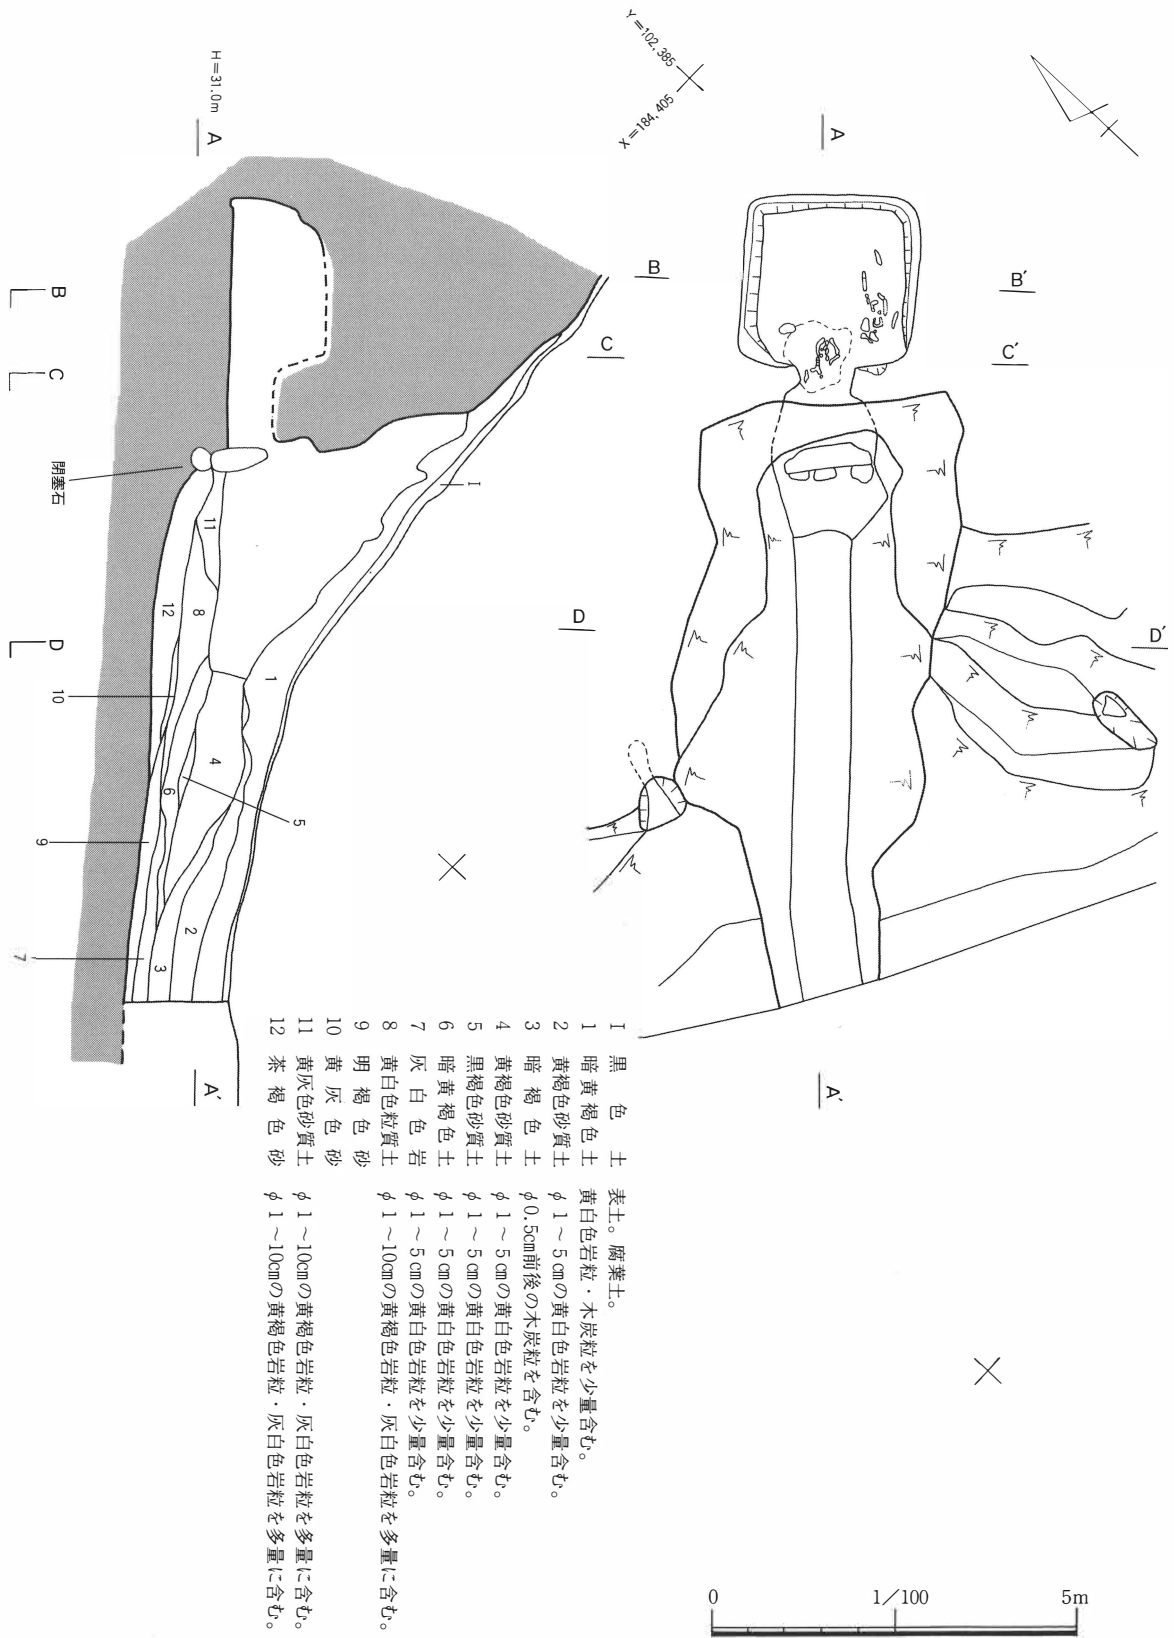 Y=102,385
X=184,405
H=31.0m
A
A
B
B′
C
C′
D
D′
A′
B
C
D
A′
閉塞石
I
11
12
8
10
1
4
6
5
9
2
7
3
I 黒色土 表土。腐葉土。
1 暗黄褐色土 黄白色岩粒・木炭粒を少量含む。
2 黄褐色砂質土 φ1～5cmの黄白色岩粒を少量含む。
3 暗褐色土 φ0.5cm前後の木炭粒を含む。
4 黄褐色砂質土 φ1～5cmの黄白色岩粒を少量含む。
5 黒褐色砂質土 φ1～5cmの黄白色岩粒を少量含む。
6 暗黄褐色土 φ1～5cmの黄白色岩粒を少量含む。
7 灰白色岩 φ1～5cmの黄白色岩粒を少量含む。
8 黄白色粒質土 φ1～10cmの黄褐色岩粒・灰白色岩粒を多量に含む。
9 明褐色砂
10 黄灰色砂
11 黄灰色砂質土 φ1～10cmの黄褐色岩粒・灰白色岩粒を多量に含む。
12 茶褐色砂 φ1～10cmの黄褐色岩粒・灰白色岩粒を多量に含む。
0 1/100 5m